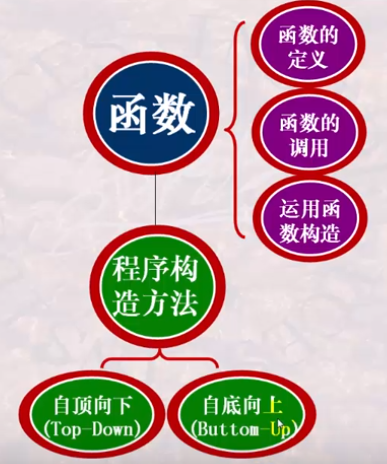 函数的
定义
函数
函数的
调用
运用函
数构造
程序构
造方法
自顶向下
(Top-Down)
自底向上
(Buttom-Up)